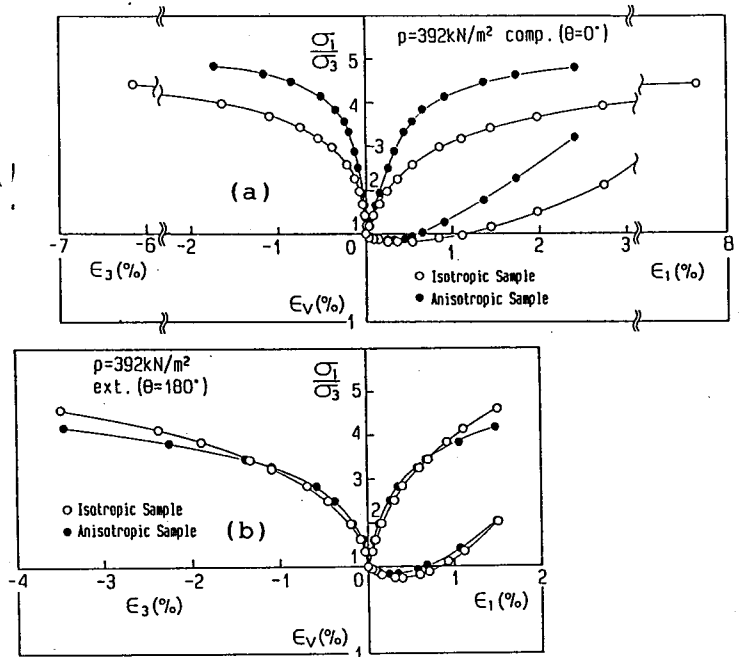 p=392kN/m² comp. (θ=0°)
σ1/σ3
5
4
3
2
1
(a)
-7 -6 -2 -1 0 1 2 3 8
ϵ3(%)
ϵ1(%)
○ Isotropic Sample
● Anisotropic Sample
ϵv(%)
1
p=392kN/m²
ext. (θ=180°)
σ1/σ3
5
4
3
2
1
○ Isotropic Sample
● Anisotropic Sample
(b)
-4 -3 -2 -1 0 1 2
ϵ3(%)
ϵ1(%)
ϵv(%)
1